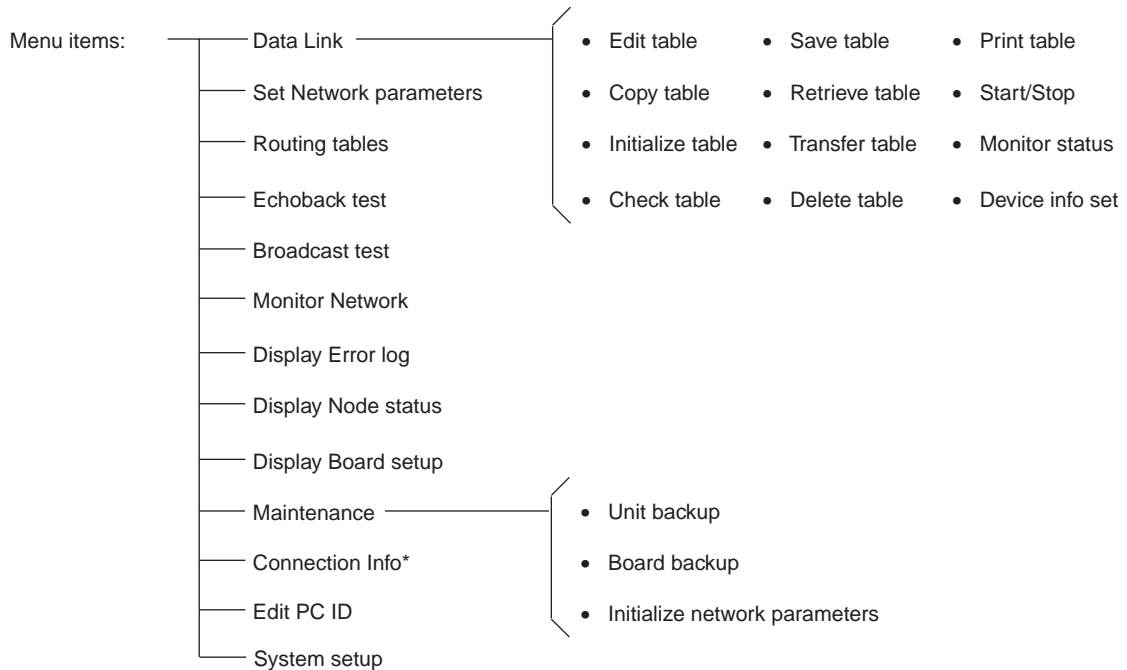 Menu items:
Data Link
• Edit table • Save table • Print table
Set Network parameters
• Copy table • Retrieve table • Start/Stop
Routing tables
• Initialize table • Transfer table • Monitor status
Echoback test
• Check table • Delete table • Device info set
Broadcast test
Monitor Network
Display Error log
Display Node status
Display Board setup
Maintenance
• Unit backup
Connection Info*
• Board backup
Edit PC ID
• Initialize network parameters
System setup